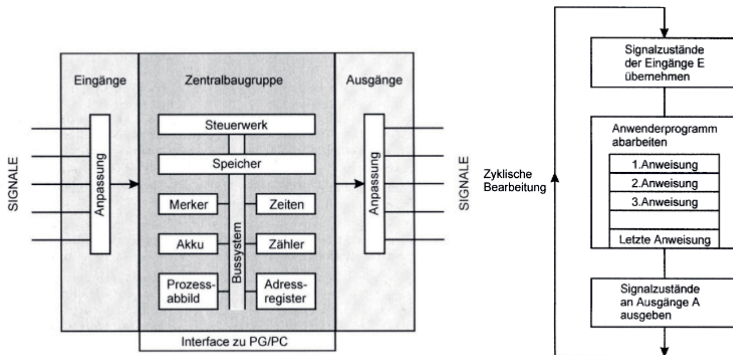 Eingänge
Zentralbaugruppe
Ausgänge
SIGNALE
Anpassung
Steuerwerk
Speicher
Merker
Zeiten
Akku
Zähler
Prozess-
abbild
Adress-
register
Bussystem
Anpassung
SIGNALE
Interface zu PG/PC
Zyklische
Bearbeitung
Signalzustände
der Eingänge E
übernehmen
Anwenderprogramm
abarbeiten
1.Anweisung
2.Anweisung
3.Anweisung
Letzte Anweisung
Signalzustände
an Ausgänge A
ausgeben